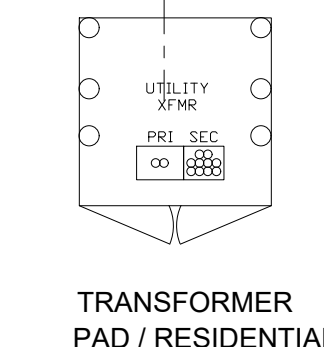 UTILITY
XFMR
PRI SEC
TRANSFORMER
PAD / RESIDENTIAL